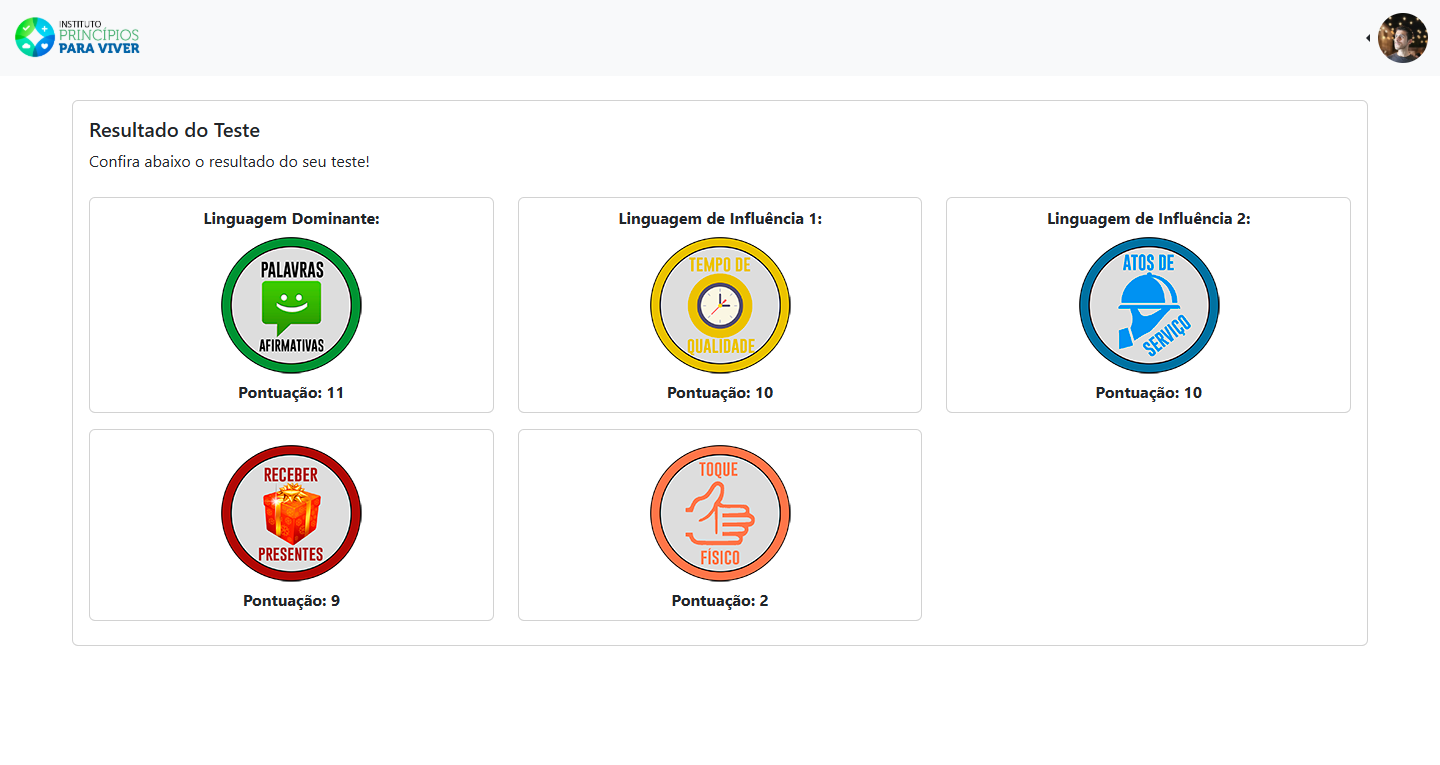 INSTITUTO
PRINCÍPIOS
PARA VIVER
Resultado do Teste
Confira abaixo o resultado do seu teste!
Linguagem Dominante:
PALAVRAS
AFIRMATIVAS
Pontuação: 11
Linguagem de Influência 1:
TEMPO DE
QUALIDADE
Pontuação: 10
Linguagem de Influência 2:
ATOS DE
SERVIÇO
Pontuação: 10
RECEBER
PRESENTES
Pontuação: 9
TOQUE
FÍSICO
Pontuação: 2